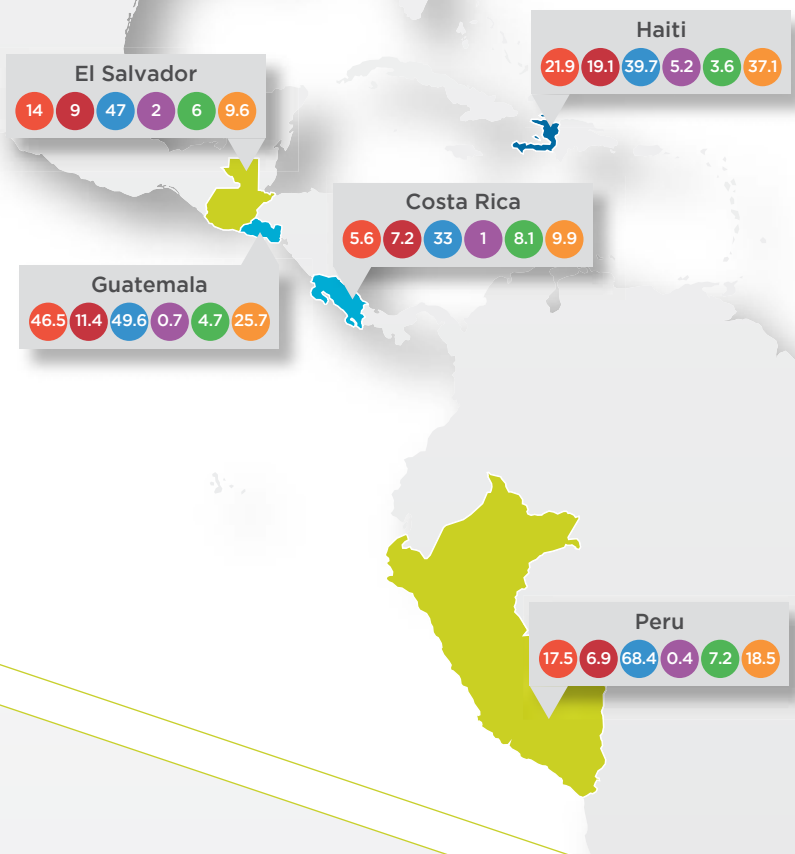 Haiti
21.9 19.1 39.7 5.2 3.6 37.1
El Salvador
14 9 47 2 6 9.6
Costa Rica
5.6 7.2 33 1 8.1 9.9
Guatemala
46.5 11.4 49.6 0.7 4.7 25.7
Peru
17.5 6.9 68.4 0.4 7.2 18.5